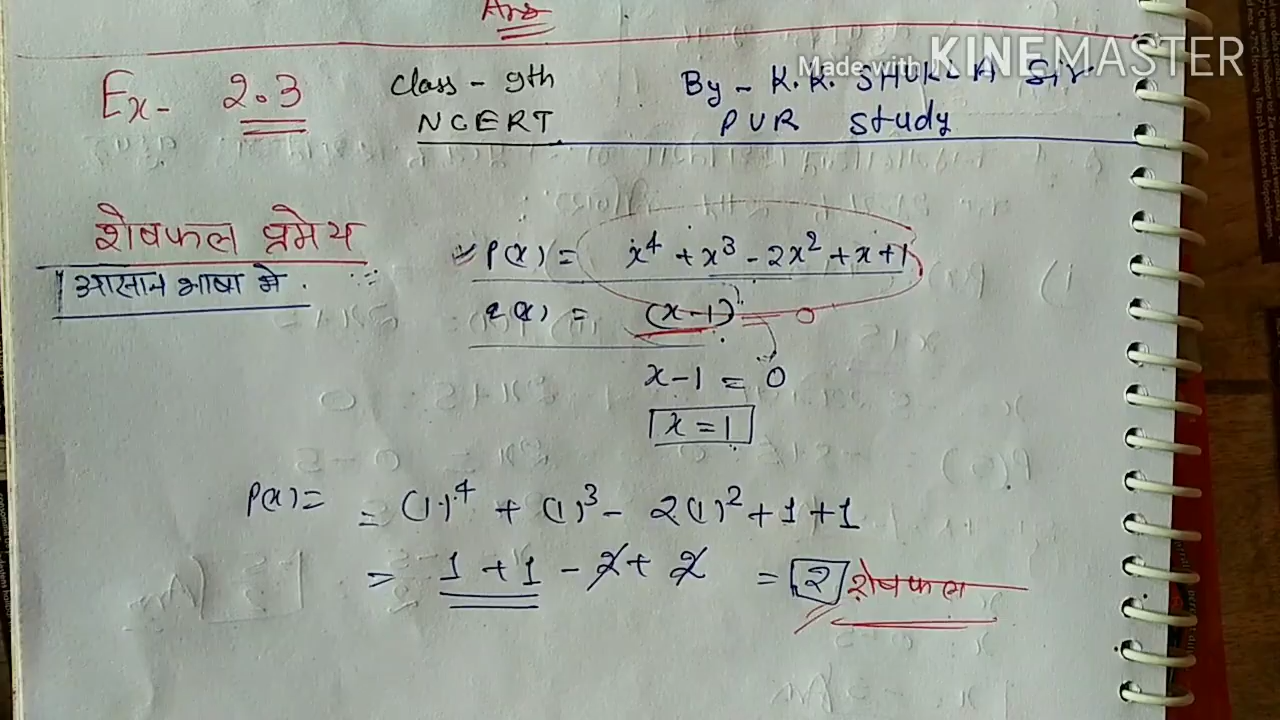 Ans
Made with KINEMASTER
Ex- 2.3
Class - 9th
NCERT
By - K.K. SHUKLA Sir
PUR Study
शेषफल प्रमेय
आसान भाषा मे.
P(x) = x⁴ + x³ - 2x² + x + 1
(x-1) = 0
x-1 = 0
x = 1
P(x) = = (1)⁴ + (1)³ - 2(1)² + 1 + 1
= 1 + 1 - 2 + 2 = 2 शेषफल